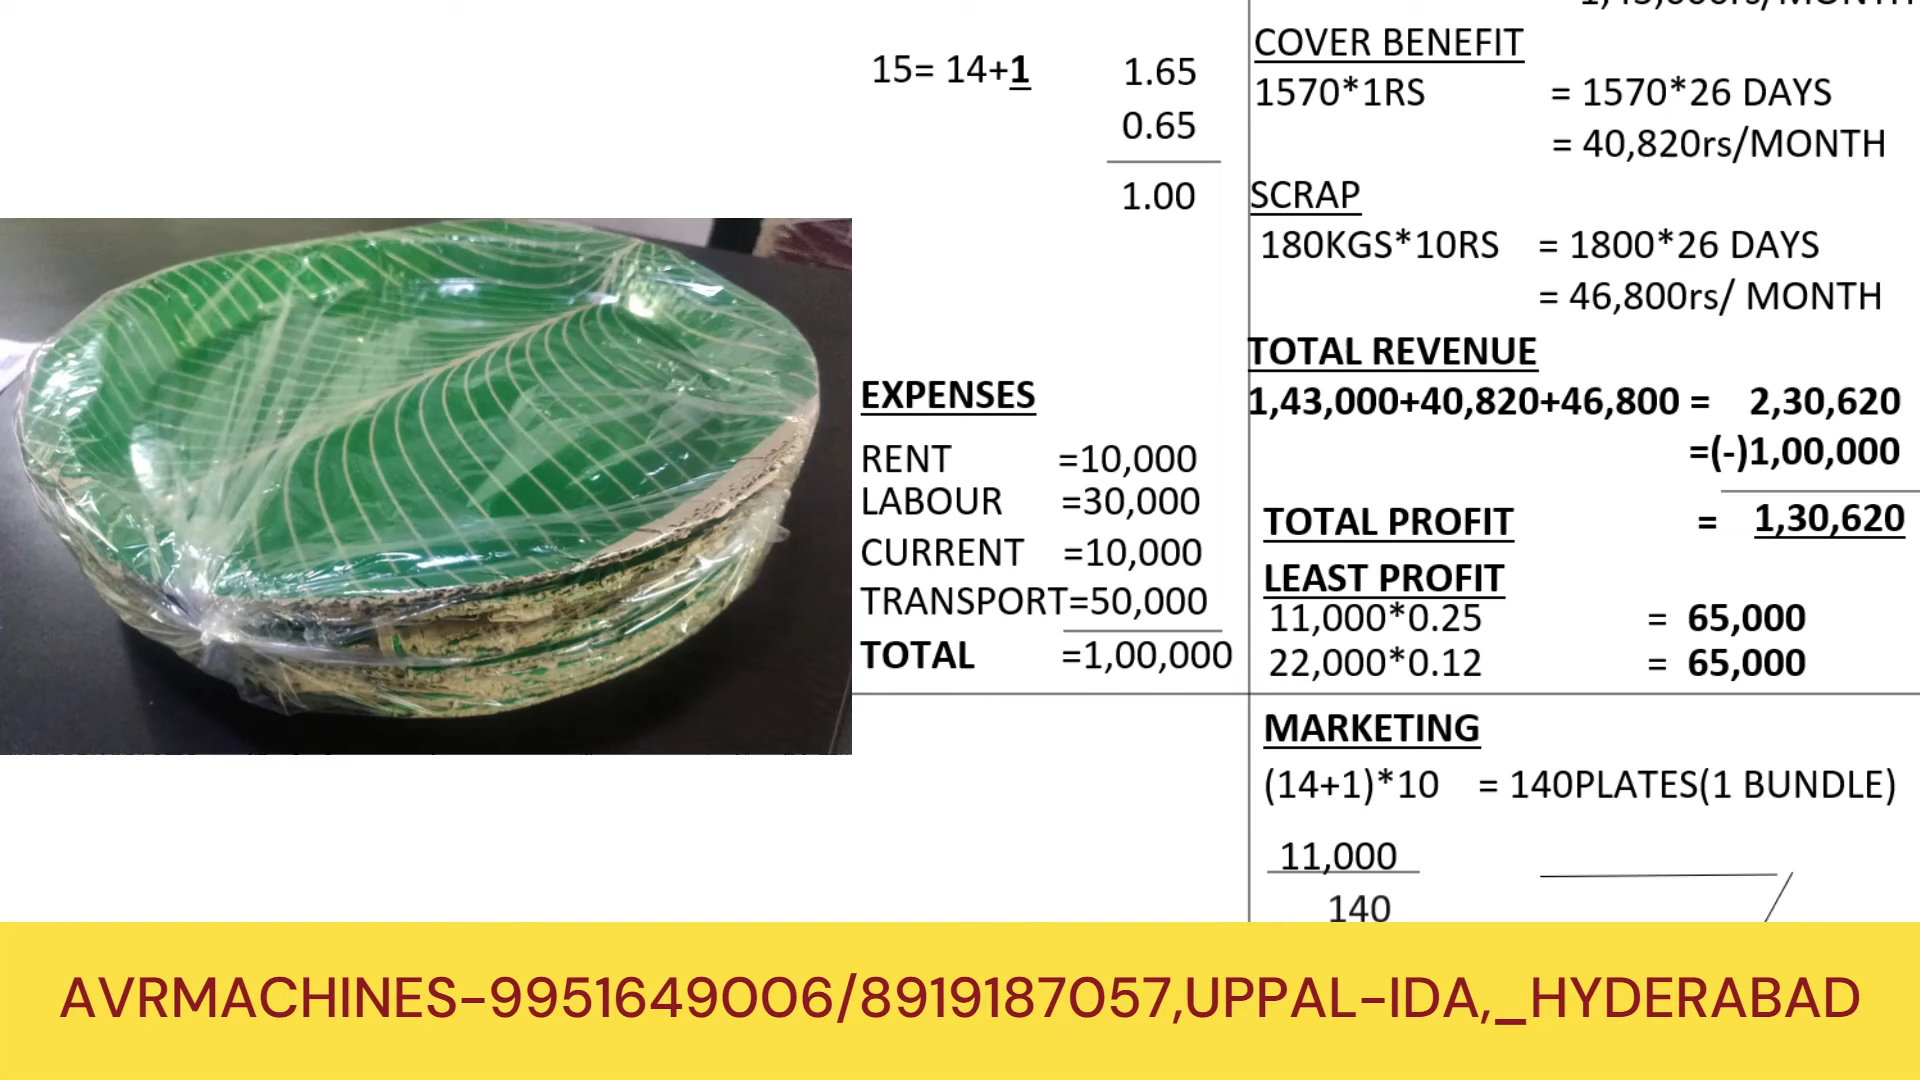 15= 14+1
1.65
0.65
1.00
EXPENSES
RENT =10,000
LABOUR =30,000
CURRENT =10,000
TRANSPORT=50,000
TOTAL =1,00,000
COVER BENEFIT
1570*1RS = 1570*26 DAYS
= 40,820rs/MONTH
SCRAP
180KGS*10RS = 1800*26 DAYS
= 46,800rs/ MONTH
TOTAL REVENUE
1,43,000+40,820+46,800 = 2,30,620
=(-)1,00,000
TOTAL PROFIT = 1,30,620
LEAST PROFIT
11,000*0.25 = 65,000
22,000*0.12 = 65,000
MARKETING
(14+1)*10 = 140PLATES(1 BUNDLE)
11,000
140
AVRMACHINES-9951649006/8919187057,UPPAL-IDA,_HYDERABAD